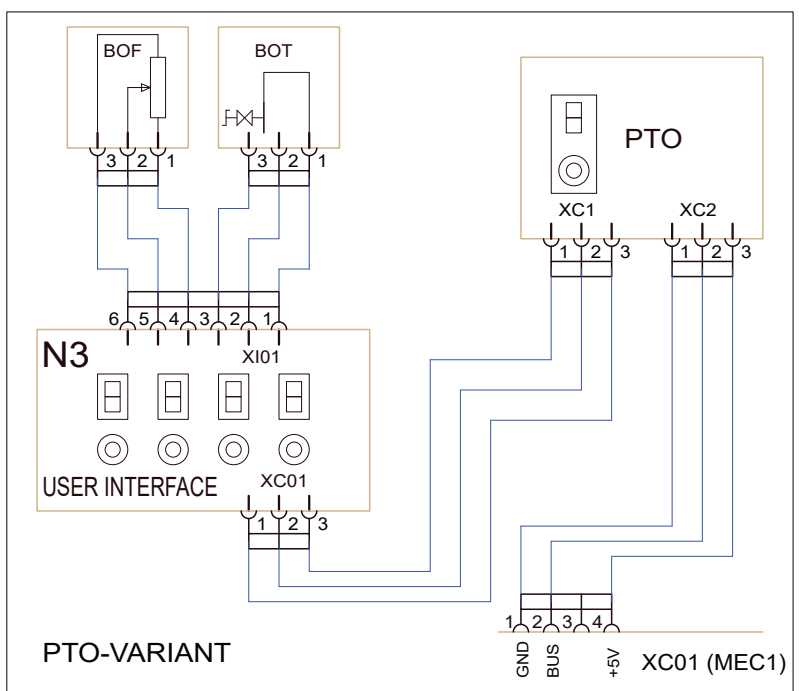 BOF
BOT
3 2 1
3 2 1
PTO
XC1
XC2
1 2 3
1 2 3
6 5 4 3 2 1
N3
XI01
USER INTERFACE
XC01
1 2 3
1 2 3 4
GND
BUS
+5V
PTO-VARIANT
XC01 (MEC1)